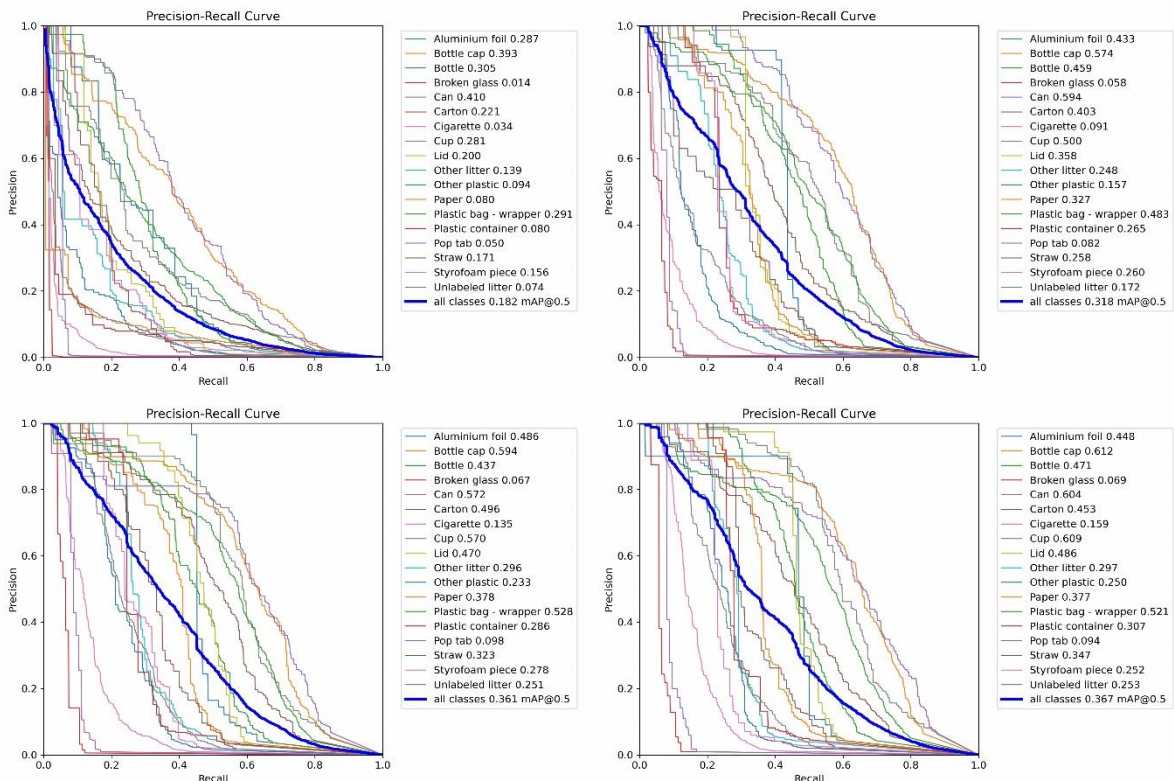 Precision-Recall Curve
1.0
0.8
0.6
0.4
0.2
0.0
Precision
0.0 0.2 0.4 0.6 0.8 1.0
Recall
Aluminium foil 0.287
Bottle cap 0.393
Bottle 0.305
Broken glass 0.014
Can 0.410
Carton 0.221
Cigarette 0.034
Cup 0.281
Lid 0.200
Other litter 0.139
Other plastic 0.094
Paper 0.080
Plastic bag - wrapper 0.291
Plastic container 0.080
Pop tab 0.050
Straw 0.171
Styrofoam piece 0.156
Unlabeled litter 0.074
all classes 0.182 mAP@0.5
Precision-Recall Curve
1.0
0.8
0.6
0.4
0.2
0.0
Precision
0.0 0.2 0.4 0.6 0.8 1.0
Recall
Aluminium foil 0.433
Bottle cap 0.574
Bottle 0.459
Broken glass 0.058
Can 0.594
Carton 0.403
Cigarette 0.091
Cup 0.500
Lid 0.358
Other litter 0.248
Other plastic 0.157
Paper 0.327
Plastic bag - wrapper 0.483
Plastic container 0.265
Pop tab 0.082
Straw 0.258
Styrofoam piece 0.260
Unlabeled litter 0.172
all classes 0.318 mAP@0.5
Precision-Recall Curve
1.0
0.8
0.6
0.4
0.2
0.0
Precision
0.0 0.2 0.4 0.6 0.8 1.0
Recall
Aluminium foil 0.486
Bottle cap 0.594
Bottle 0.437
Broken glass 0.067
Can 0.572
Carton 0.496
Cigarette 0.135
Cup 0.570
Lid 0.470
Other litter 0.296
Other plastic 0.233
Paper 0.378
Plastic bag - wrapper 0.528
Plastic container 0.286
Pop tab 0.098
Straw 0.323
Styrofoam piece 0.278
Unlabeled litter 0.251
all classes 0.361 mAP@0.5
Precision-Recall Curve
1.0
0.8
0.6
0.4
0.2
0.0
Precision
0.0 0.2 0.4 0.6 0.8 1.0
Recall
Aluminium foil 0.448
Bottle cap 0.612
Bottle 0.471
Broken glass 0.069
Can 0.604
Carton 0.453
Cigarette 0.159
Cup 0.609
Lid 0.486
Other litter 0.297
Other plastic 0.250
Paper 0.377
Plastic bag - wrapper 0.521
Plastic container 0.307
Pop tab 0.094
Straw 0.347
Styrofoam piece 0.252
Unlabeled litter 0.253
all classes 0.367 mAP@0.5